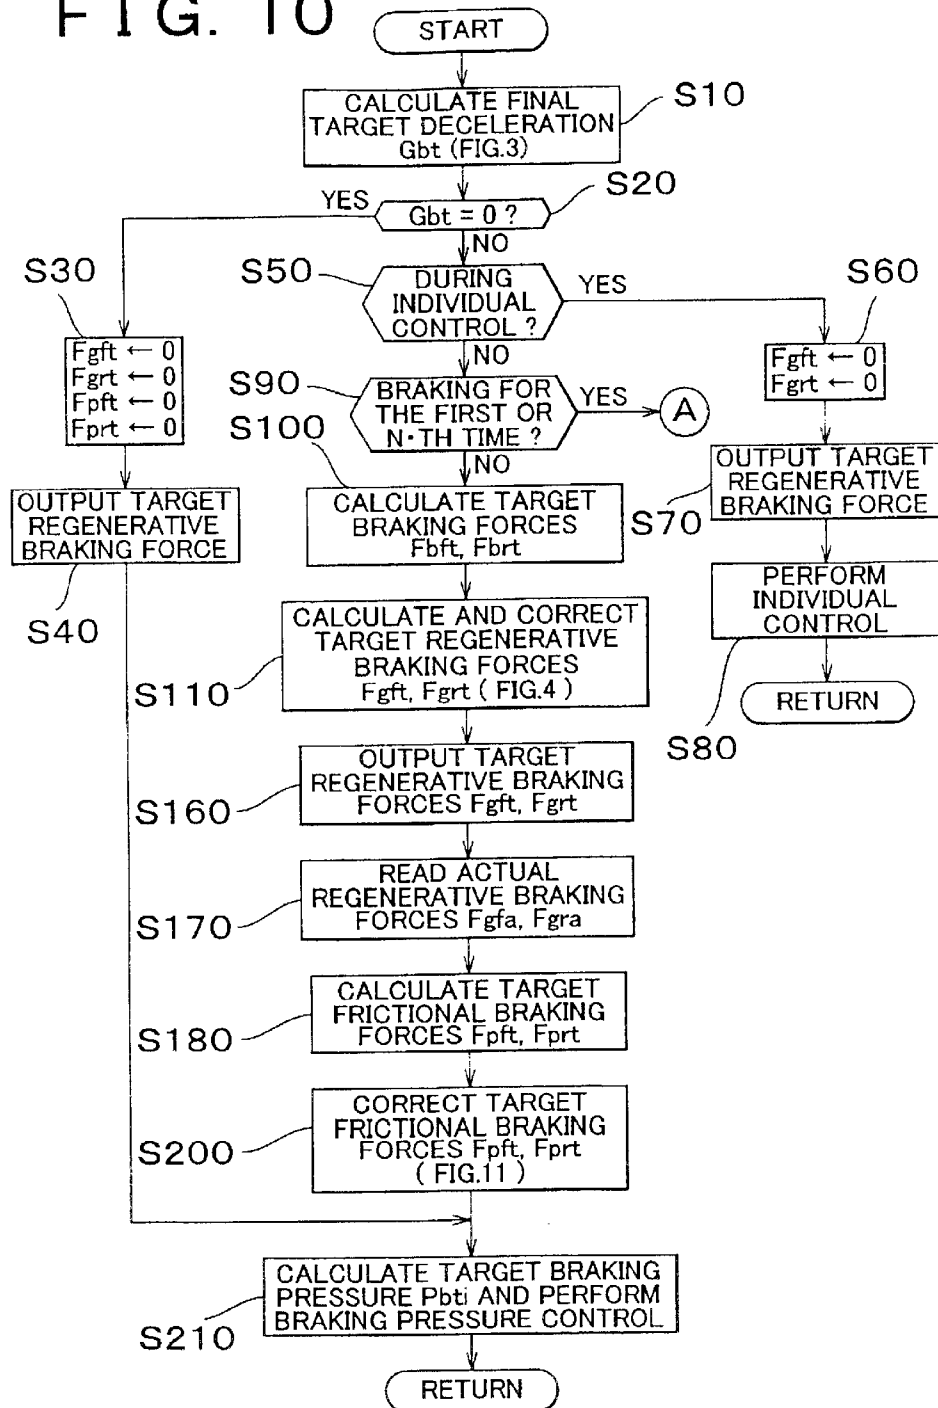 FIG. 10
START
S10
CALCULATE FINAL
TARGET DECELERATION
Gbt (FIG.3)
S20
YES
Gbt = 0 ?
NO
S30
Fgft ← 0
Fgrt ← 0
Fpft ← 0
Fprt ← 0
S50
DURING
INDIVIDUAL
CONTROL ?
YES
NO
S60
Fgft ← 0
Fgrt ← 0
S90
BRAKING FOR
THE FIRST OR
N·TH TIME ?
YES
A
NO
S100
CALCULATE TARGET
BRAKING FORCES
Fbft, Fbrt
OUTPUT TARGET
REGENERATIVE
BRAKING FORCE
S40
OUTPUT TARGET
REGENERATIVE
BRAKING FORCE
S70
PERFORM
INDIVIDUAL
CONTROL
S80
RETURN
CALCULATE AND CORRECT
TARGET REGENERATIVE
BRAKING FORCES
Fgft, Fgrt ( FIG.4 )
S110
OUTPUT TARGET
REGENERATIVE BRAKING
FORCES Fgft, Fgrt
S160
READ ACTUAL
REGENERATIVE BRAKING
FORCES Fgfa, Fgra
S170
CALCULATE TARGET
FRICTIONAL BRAKING
FORCES Fpft, Fprt
S180
CORRECT TARGET
FRICTIONAL BRAKING
FORCES Fpft, Fprt
( FIG.11 )
S200
CALCULATE TARGET BRAKING
PRESSURE Pbti AND PERFORM
BRAKING PRESSURE CONTROL
S210
RETURN